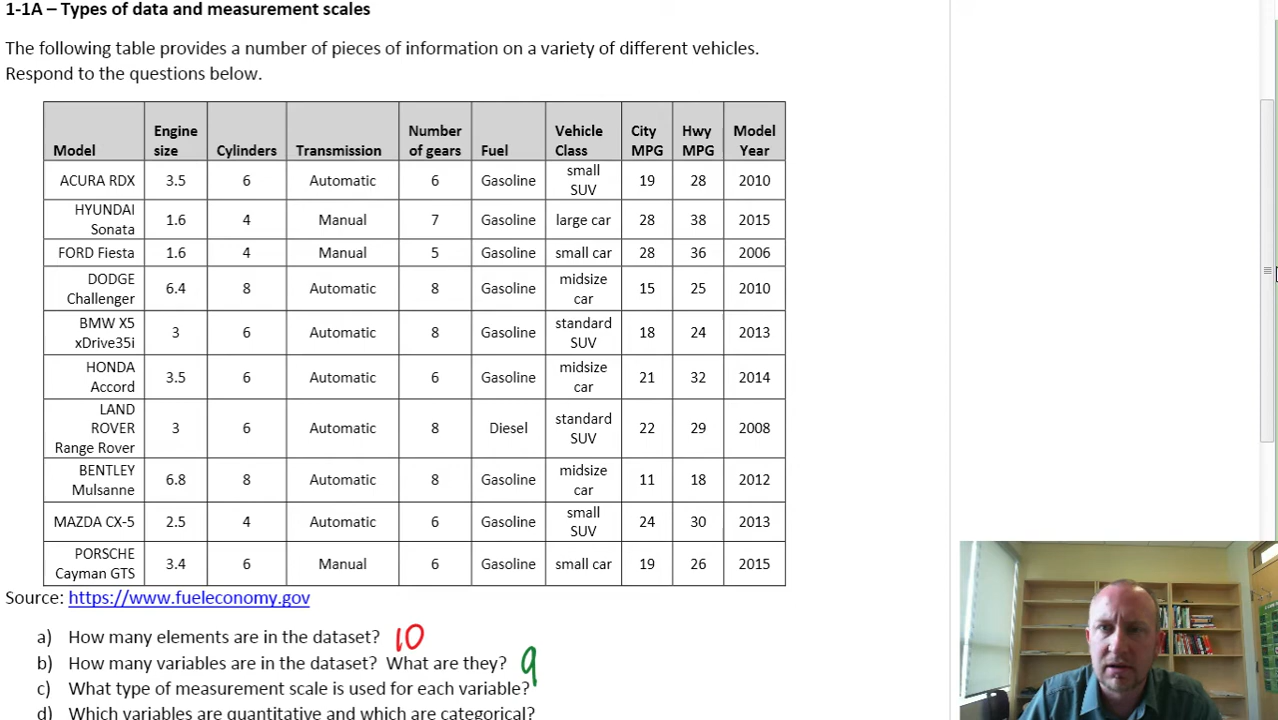 1-1A – Types of data and measurement scales
The following table provides a number of pieces of information on a variety of different vehicles.
Respond to the questions below.
Model Engine size Cylinders Transmission Number of gears Fuel Vehicle Class City MPG Hwy MPG Model Year
ACURA RDX 3.5 6 Automatic 6 Gasoline small SUV 19 28 2010
HYUNDAI Sonata 1.6 4 Manual 7 Gasoline large car 28 38 2015
FORD Fiesta 1.6 4 Manual 5 Gasoline small car 28 36 2006
DODGE Challenger 6.4 8 Automatic 8 Gasoline midsize car 15 25 2010
BMW X5 xDrive35i 3 6 Automatic 8 Gasoline standard SUV 18 24 2013
HONDA Accord 3.5 6 Automatic 6 Gasoline midsize car 21 32 2014
LAND ROVER Range Rover 3 6 Automatic 8 Diesel standard SUV 22 29 2008
BENTLEY Mulsanne 6.8 8 Automatic 8 Gasoline midsize car 11 18 2012
MAZDA CX-5 2.5 4 Automatic 6 Gasoline small SUV 24 30 2013
PORSCHE Cayman GTS 3.4 6 Manual 6 Gasoline small car 19 26 2015
Source: https://www.fueleconomy.gov
a) How many elements are in the dataset? 10
b) How many variables are in the dataset? What are they? 9
c) What type of measurement scale is used for each variable?
d) Which variables are quantitative and which are categorical?